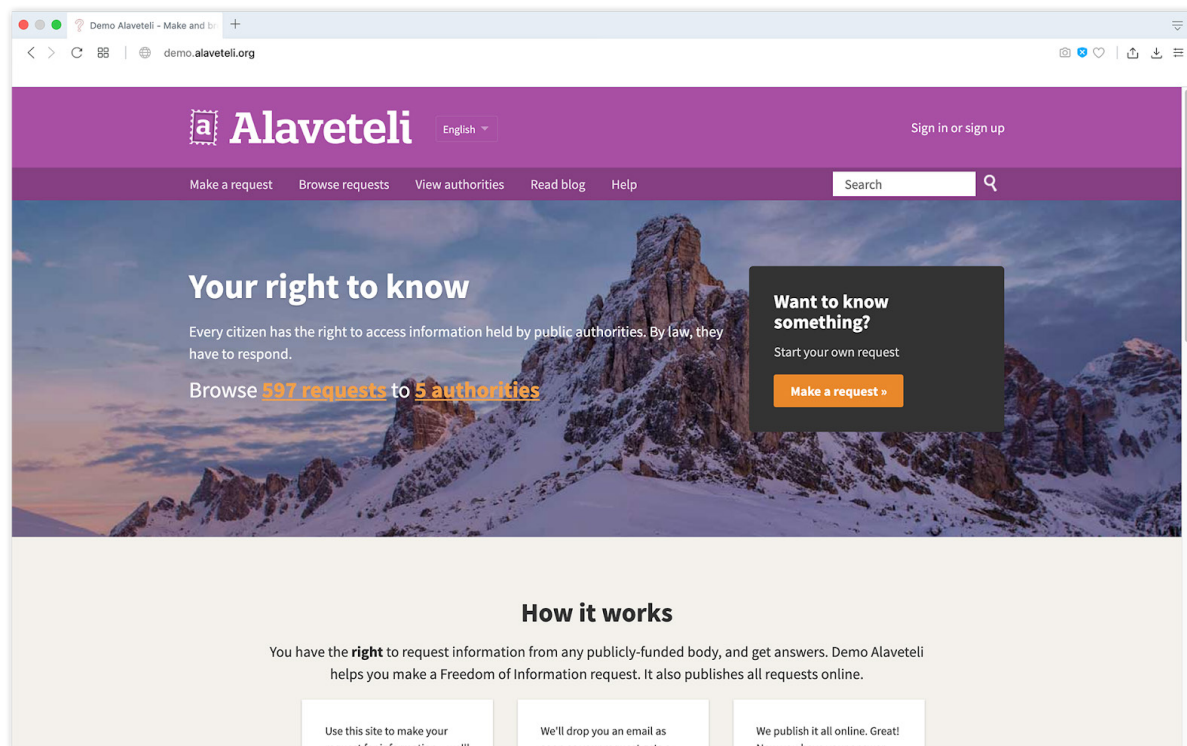 Demo Alaveteli - Make and br
demo.alaveteli.org
a Alaveteli
English
Sign in or sign up
Make a request Browse requests View authorities Read blog Help
Search
Your right to know
Every citizen has the right to access information held by public authorities. By law, they
have to respond.
Browse 597 requests to 5 authorities
Want to know
something?
Start your own request
Make a request »
How it works
You have the right to request information from any publicly-funded body, and get answers. Demo Alaveteli
helps you make a Freedom of Information request. It also publishes all requests online.
Use this site to make your
We'll drop you an email as
We publish it all online. Great!